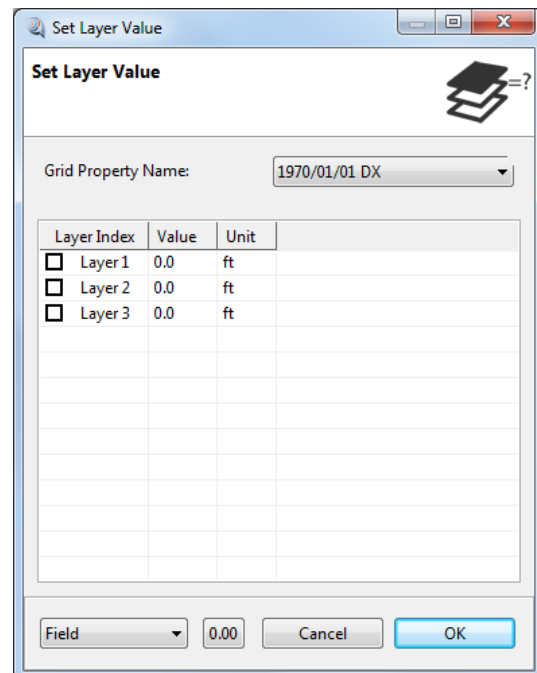 Set Layer Value
Set Layer Value
=?
Grid Property Name: 1970/01/01 DX
Layer Index Value Unit
Layer 1 0.0 ft
Layer 2 0.0 ft
Layer 3 0.0 ft
Field 0.00 Cancel OK